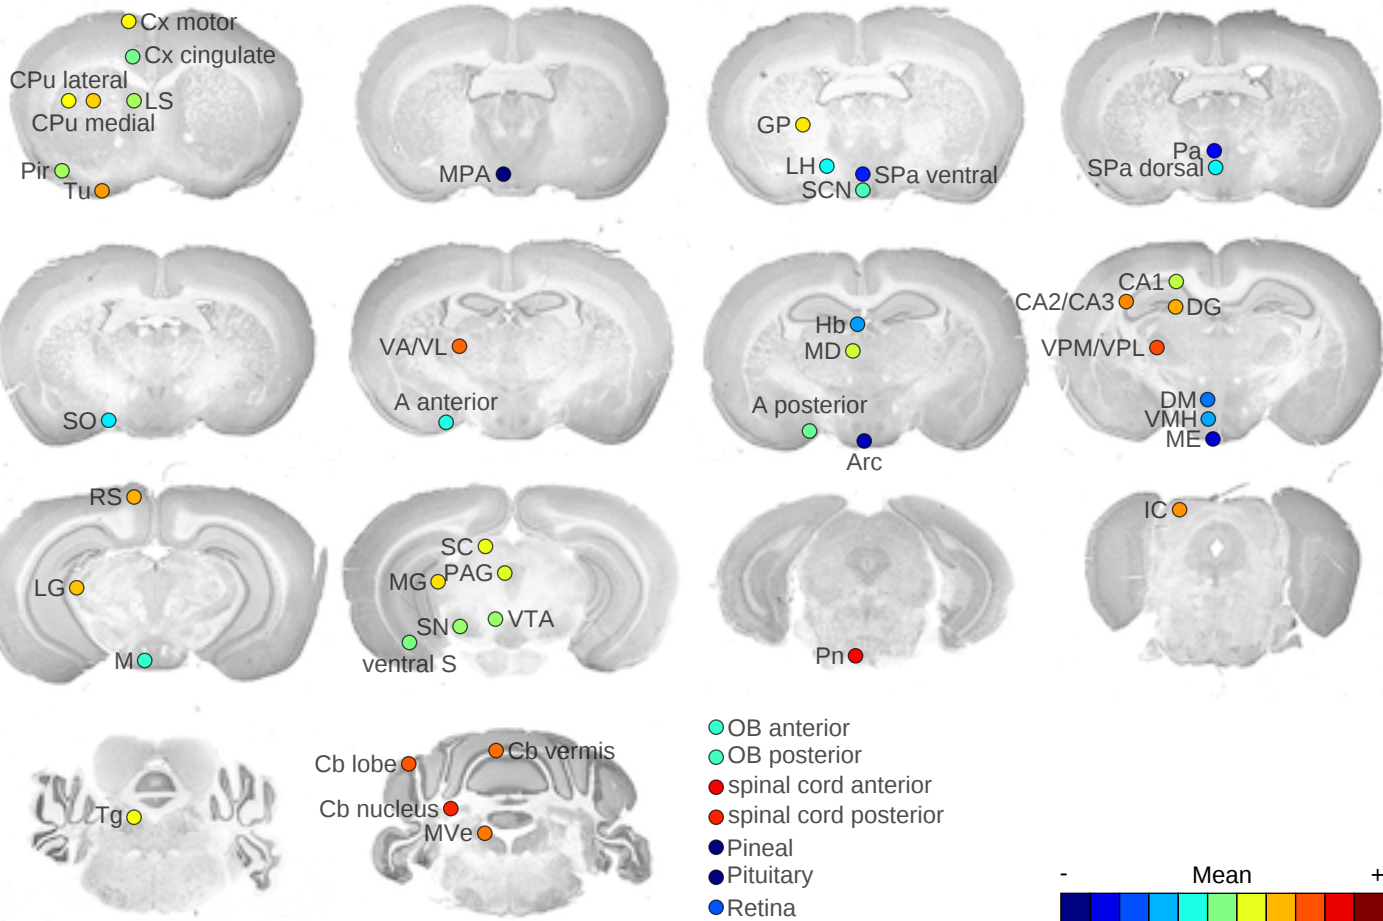 Cx motor
Cx cingulate
CPu lateral
LS
CPu medial
Pir
Tu
MPA
GP
LH
SPa ventral
SCN
Pa
SPa dorsal
SO
VA/VL
A anterior
Hb
MD
A posterior
Arc
CA1
CA2/CA3
DG
VPM/VPL
DM
VMH
ME
RS
LG
M
SC
MG
PAG
SN
VTA
ventral S
Pn
IC
Tg
Cb lobe
Cb vermis
Cb nucleus
MVe
OB anterior
OB posterior
spinal cord anterior
spinal cord posterior
Pineal
Pituitary
Retina
- Mean +